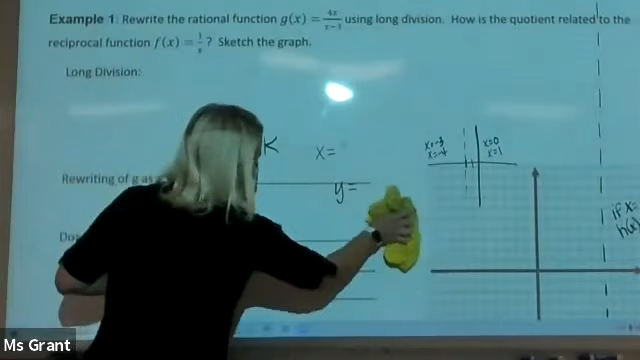 Example 1: Rewrite the rational function g(x) = 4x/(x−3) using long division. How is the quotient related to the
reciprocal function f(x) = 1/x? Sketch the graph.
Long Division:
K
x=
x=-3 x=0
x=-4 x=1
Rewriting of g as
y=
if x=
h(x)
Ms Grant